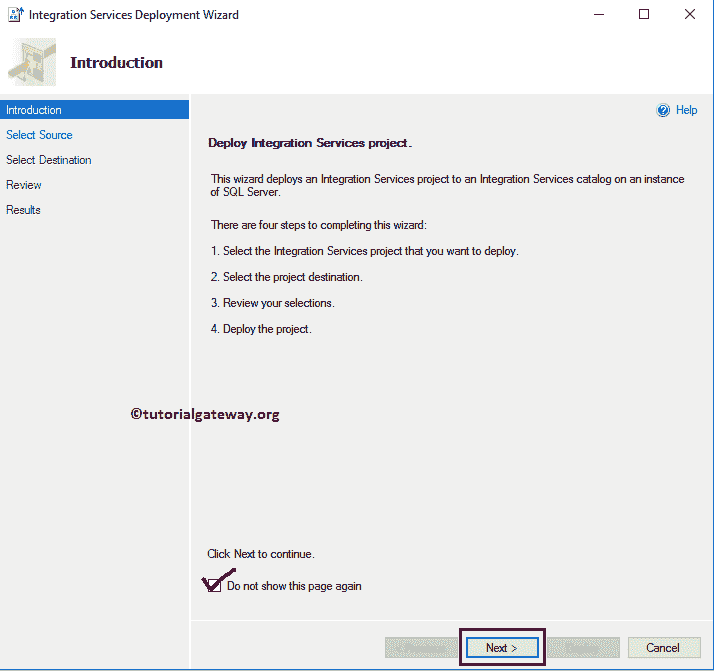 Integration Services Deployment Wizard
Introduction
Introduction
Select Source
Select Destination
Review
Results
Help
Deploy Integration Services project.
This wizard deploys an Integration Services project to an Integration Services catalog on an instance
of SQL Server.
There are four steps to completing this wizard:
1. Select the Integration Services project that you want to deploy.
2. Select the project destination.
3. Review your selections.
4. Deploy the project.
©tutorialgateway.org
Click Next to continue.
Do not show this page again
Next >
Cancel